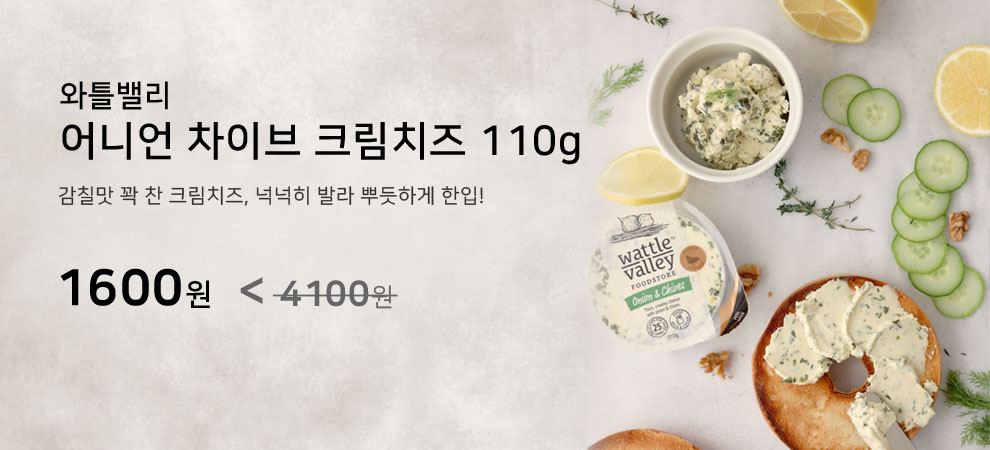 와틀밸리
어니언 차이브 크림치즈 110g
감칠맛 꽉 찬 크림치즈, 넉넉히 발라 뿌듯하게 한입!
1600원 < 4100원
wattle
valley
FOODSTORE
Onion & Chives
25
110g